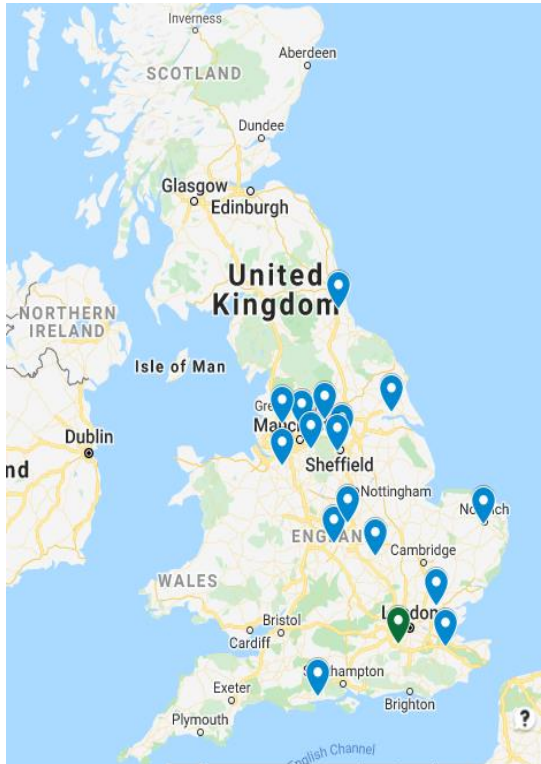 Inverness
Aberdeen
SCOTLAND
Dundee
Glasgow
Edinburgh
United
Kingdom
NORTHERN
IRELAND
Isle of Man
Dublin
nd
Sheffield
Nottingham
ENGLAN
Cambridge
WALES
Bristol
Cardiff
Exeter
Brighton
Plymouth
English Channel
?